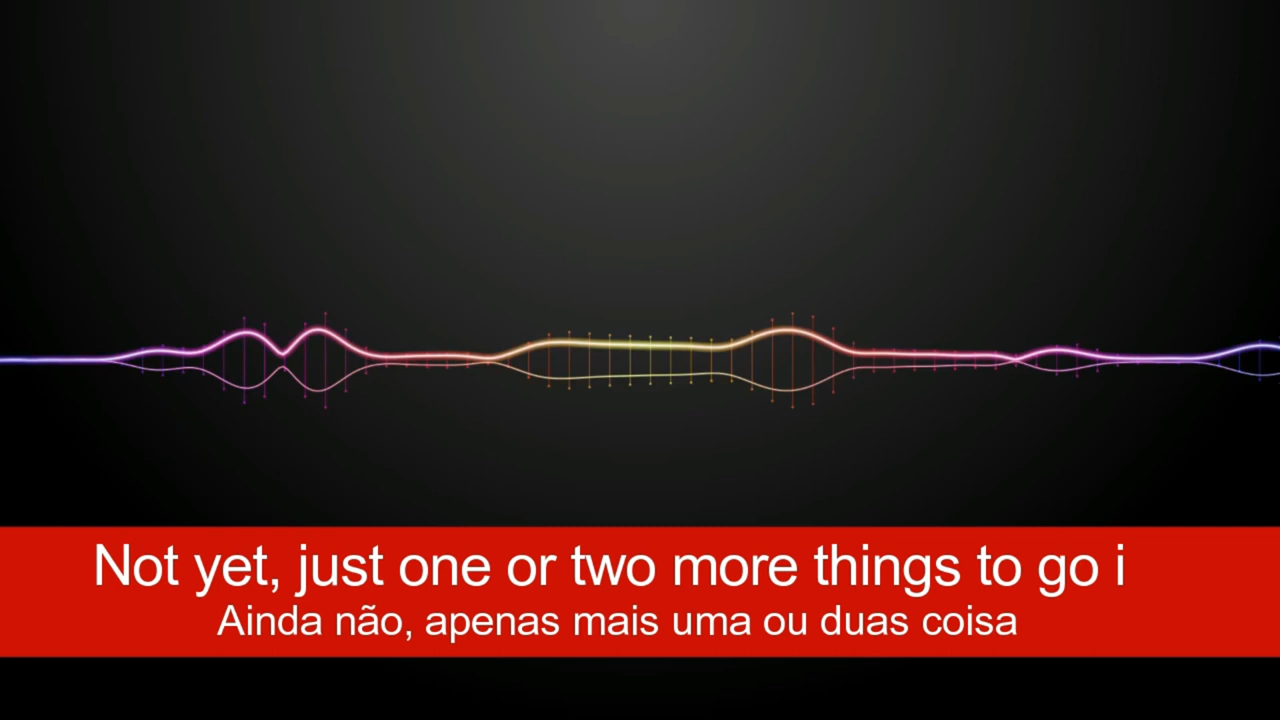 Not yet, just one or two more things to go i
Ainda não, apenas mais uma ou duas coisa